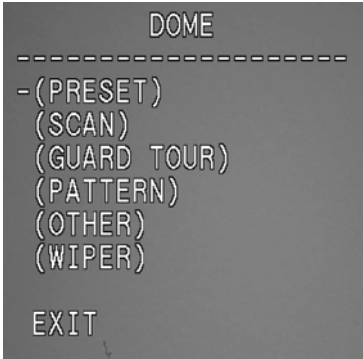 DOME
--------------------
-(PRESET)
(SCAN)
(GUARD TOUR)
(PATTERN)
(OTHER)
(WIPER)
EXIT